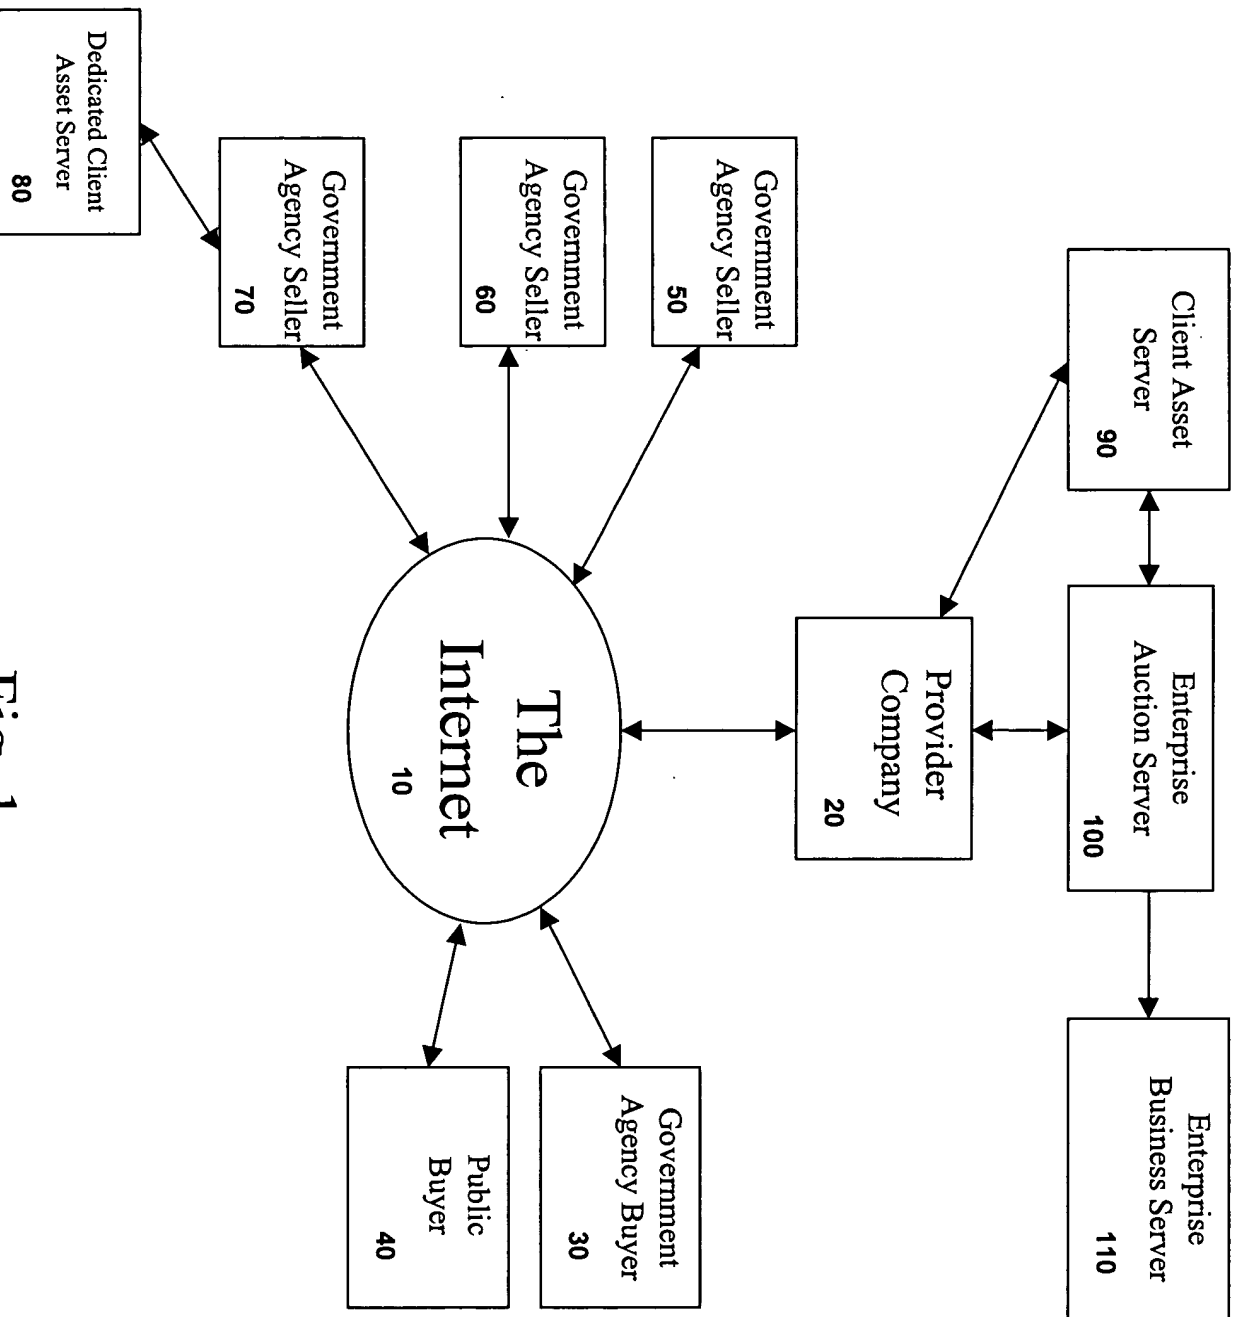 Client Asset
Server
90
Enterprise
Auction Server
100
Enterprise
Business Server
110
Provider
Company
20
Government
Agency Seller
50
Government
Agency Seller
60
Government
Agency Seller
70
The
Internet
10
Government
Agency Buyer
30
Public
Buyer
40
Dedicated Client
Asset Server
80
Fig. 1